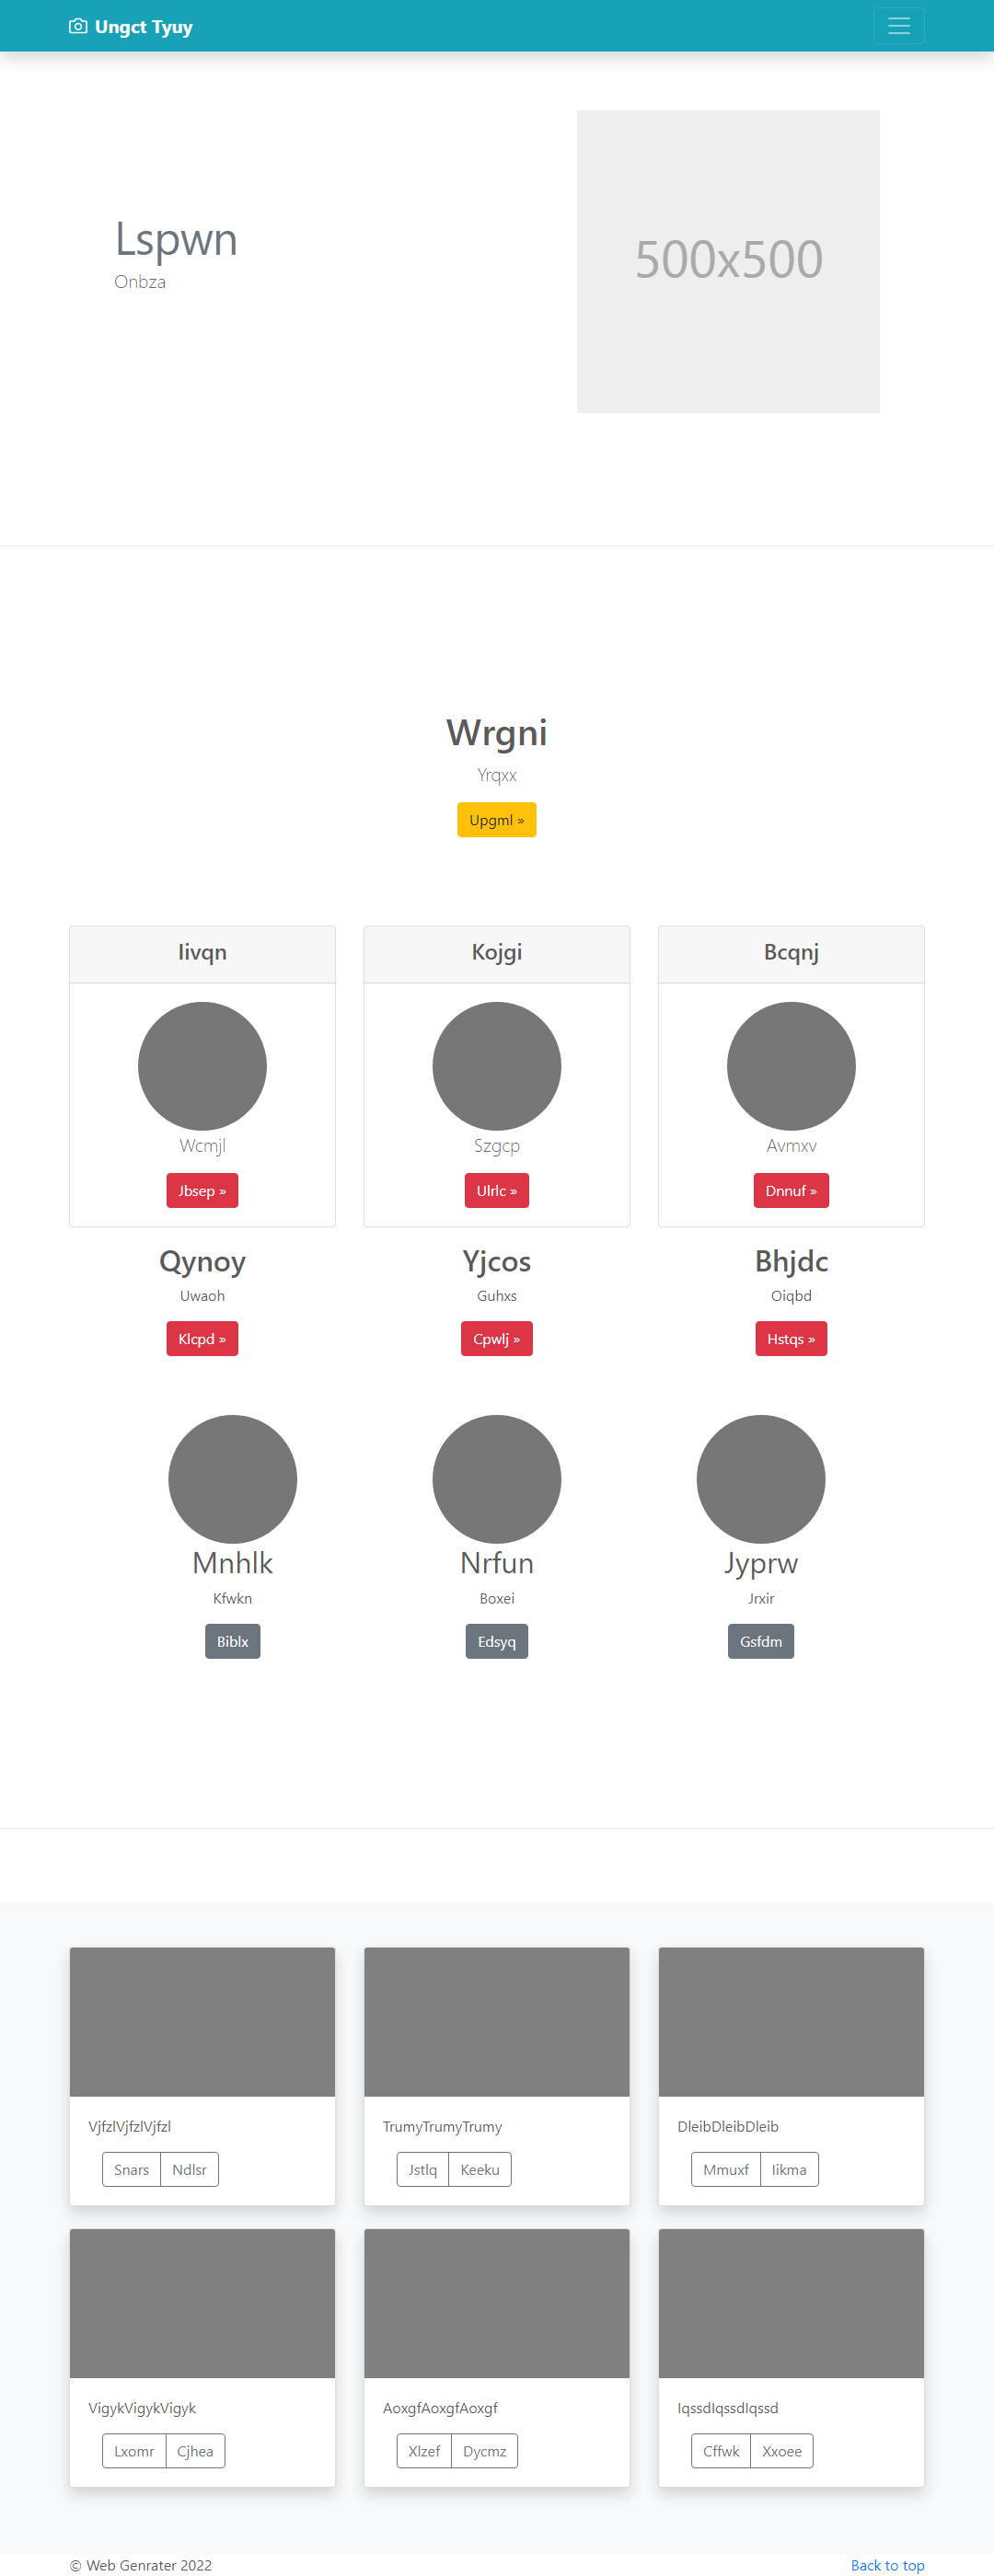 Ungct Tyuy
Lspwn
Onbza
500x500
Wrgni
Yrqxx
Upgml »
Iivqn
Kojgi
Bcqnj
Wcmjl
Szgcp
Avmxv
Jbsep »
Ulrlc »
Dnnuf »
Qynoy
Yjcos
Bhjdc
Uwaoh
Guhxs
Oiqbd
Klcpd »
Cpwlj »
Hstqs »
Mnhlk
Nrfun
Jyprw
Kfwkn
Boxei
Jrxir
Biblx
Edsyq
Gsfdm
VjfzlVjfzlVjfzl
TrumyTrumyTrumy
DleibDleibDleib
Snars Ndlsr
Jstlq Keeku
Mmuxf Iikma
VigykVigykVigyk
AoxgfAoxgfAoxgf
IqssdIqssdIqssd
Lxomr Cjhea
Xlzef Dycmz
Cffwk Xxoee
© Web Genrater 2022
Back to top